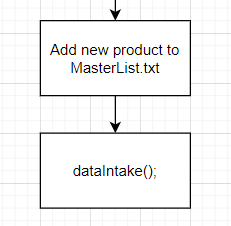 Add new product to
MasterList.txt
dataIntake();